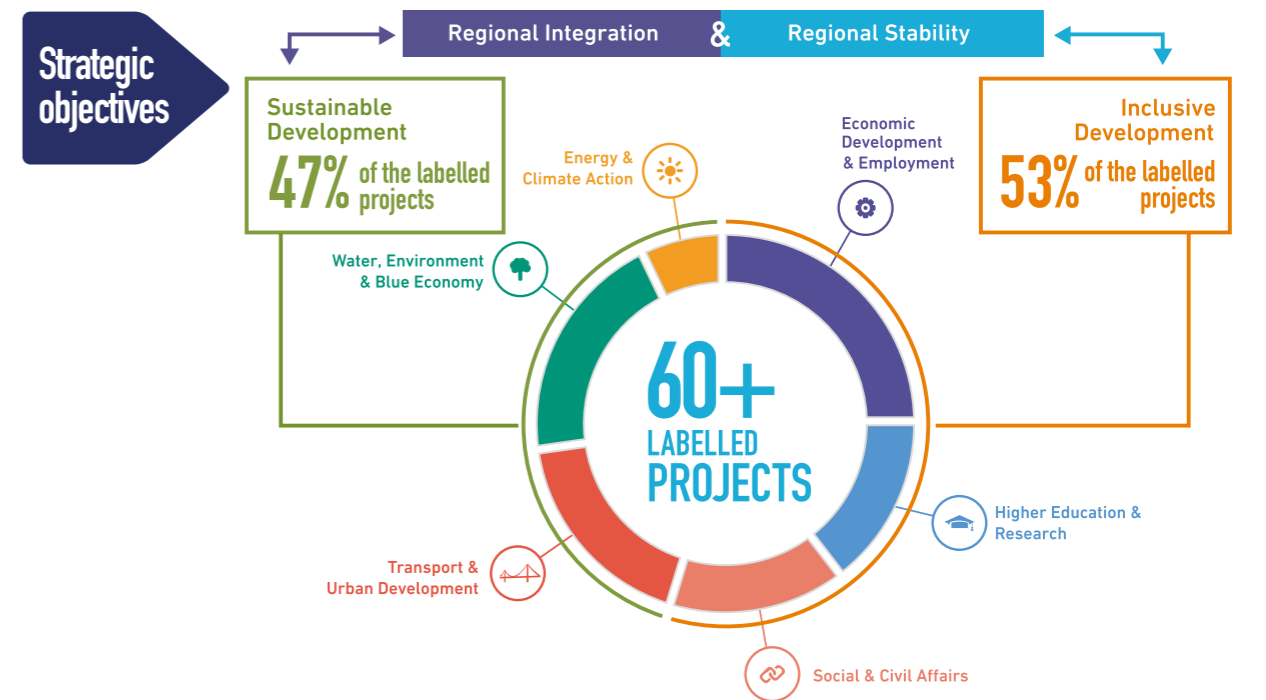 Strategic
objectives
Regional Integration & Regional Stability
Sustainable
Development
47% of the labelled
projects
Inclusive
Development
53% of the labelled
projects
Energy &
Climate Action
Economic
Development
& Employment
Water, Environment
& Blue Economy
60+
LABELLED
PROJECTS
Higher Education &
Research
Transport &
Urban Development
Social & Civil Affairs